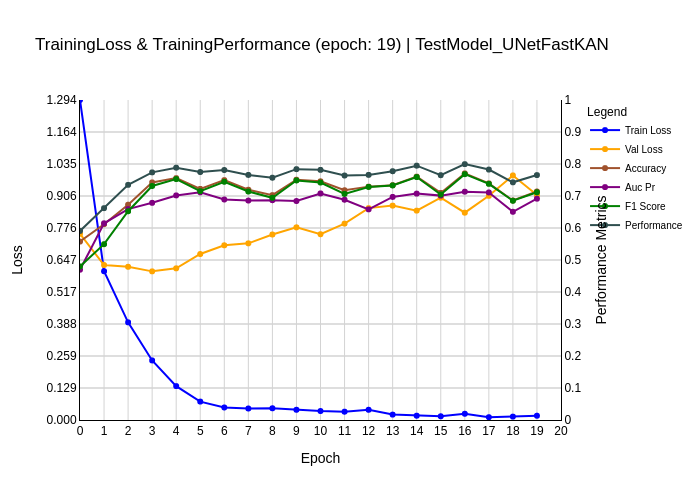 TrainingLoss & TrainingPerformance (epoch: 19) | TestModel_UNetFastKAN
1.294
1.164
1.035
0.906
0.776
0.647
0.517
0.388
0.259
0.129
0.000
Loss
0 1 2 3 4 5 6 7 8 9 10 11 12 13 14 15 16 17 18 19 20
Epoch
1
0.9
0.8
0.7
0.6
0.5
0.4
0.3
0.2
0.1
0
Performance Metrics
Legend
Train Loss
Val Loss
Accuracy
Auc Pr
F1 Score
Performance